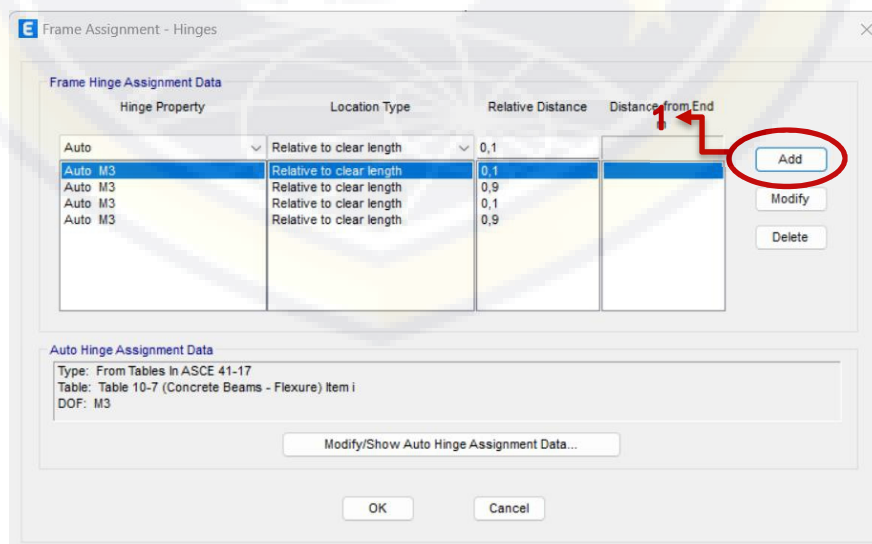 E Frame Assignment - Hinges
Frame Hinge Assignment Data
Hinge Property Location Type Relative Distance Distance from End
m
1
Auto Relative to clear length 0,1
Add
Auto M3 Relative to clear length 0,1
Auto M3 Relative to clear length 0,9
Auto M3 Relative to clear length 0,1
Auto M3 Relative to clear length 0,9
Modify
Delete
Auto Hinge Assignment Data
Type: From Tables In ASCE 41-17
Table: Table 10-7 (Concrete Beams - Flexure) Item i
DOF: M3
Modify/Show Auto Hinge Assignment Data...
OK Cancel